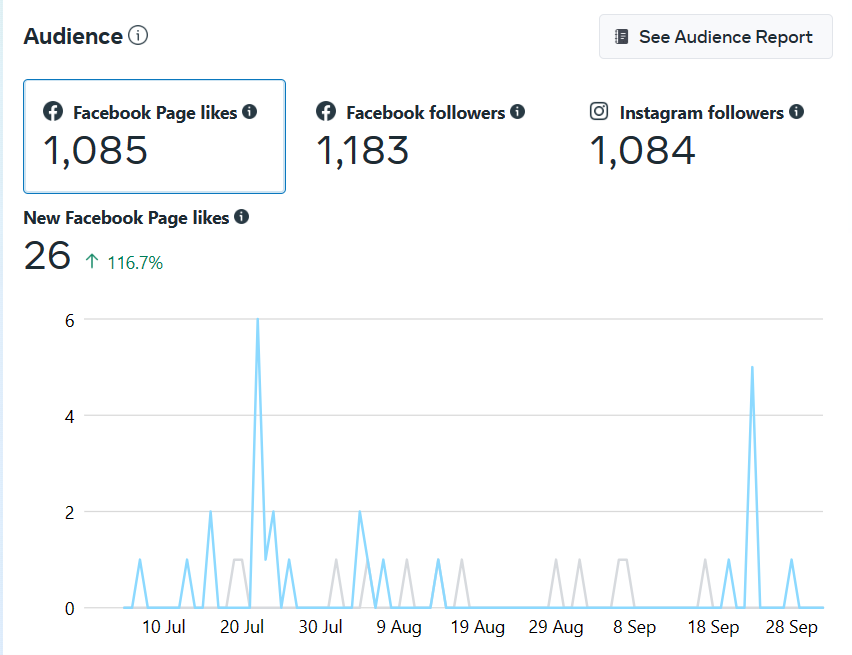 Audience
See Audience Report
Facebook Page likes
1,085
Facebook followers
1,183
Instagram followers
1,084
New Facebook Page likes
26 ↑ 116.7%
6
4
2
0
10 Jul 20 Jul 30 Jul 9 Aug 19 Aug 29 Aug 8 Sep 18 Sep 28 Sep